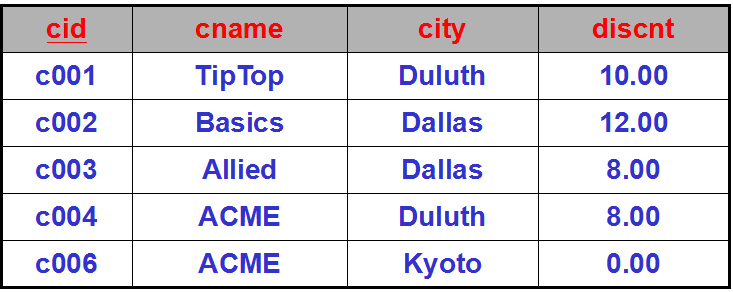 cid cname city discnt
c001 TipTop Duluth 10.00
c002 Basics Dallas 12.00
c003 Allied Dallas 8.00
c004 ACME Duluth 8.00
c006 ACME Kyoto 0.00